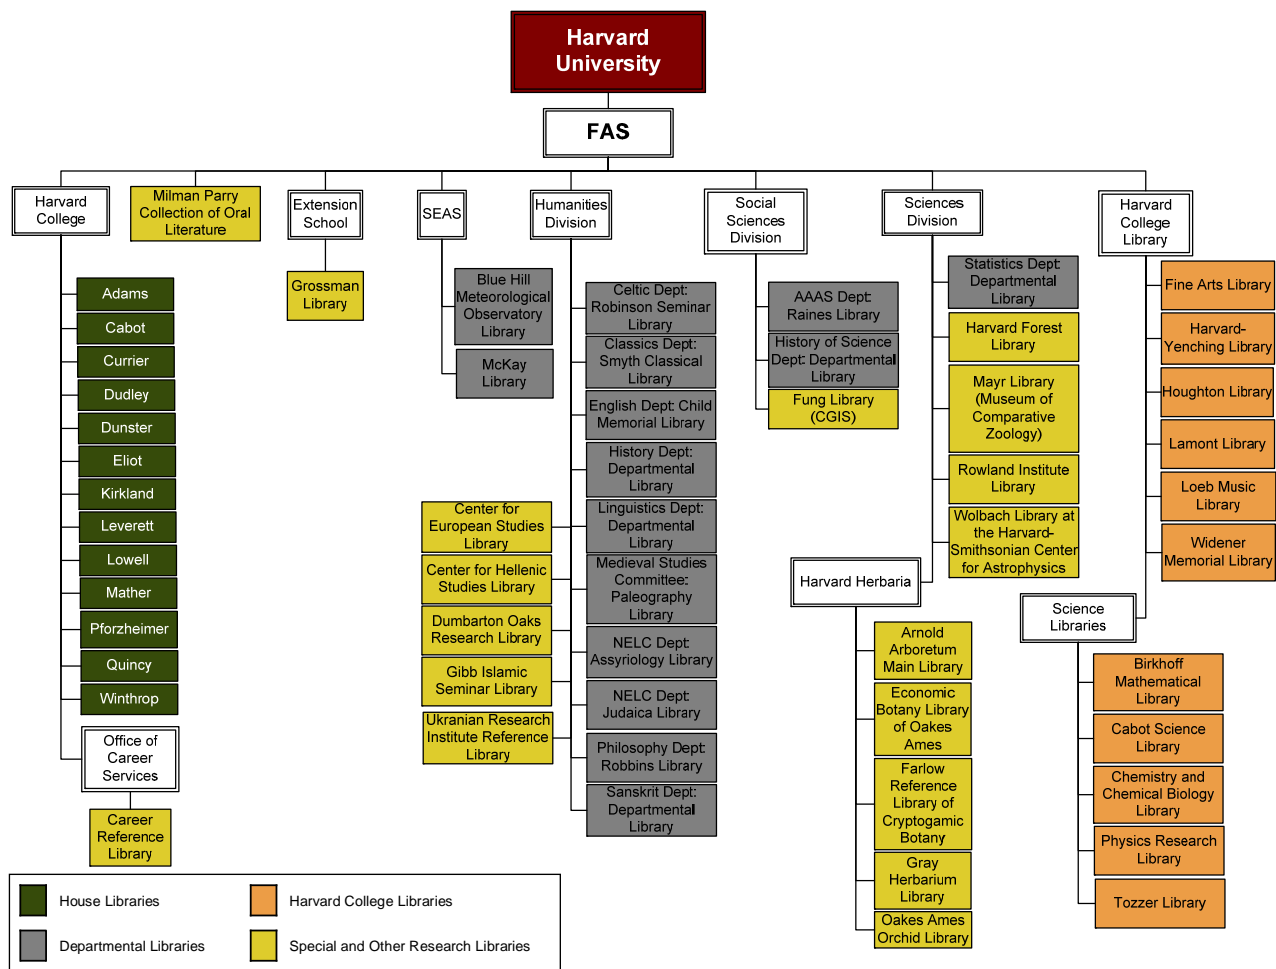 Harvard
University
FAS
Harvard
College
Milman Parry
Collection of Oral
Literature
Extension
School
SEAS
Humanities
Division
Social
Sciences
Division
Sciences
Division
Harvard
College
Library
Adams
Cabot
Currier
Dudley
Dunster
Eliot
Kirkland
Leverett
Lowell
Mather
Pforzheimer
Quincy
Winthrop
Office of
Career
Services
Career
Reference
Library
Grossman
Library
Blue Hill
Meteorological
Observatory
Library
McKay
Library
Celtic Dept:
Robinson Seminar
Library
Classics Dept:
Smyth Classical
Library
English Dept: Child
Memorial Library
History Dept:
Departmental
Library
Linguistics Dept:
Departmental
Library
Medieval Studies
Committee:
Paleography
Library
NELC Dept:
Assyriology Library
NELC Dept:
Judaica Library
Philosophy Dept:
Robbins Library
Sanskrit Dept:
Departmental
Library
Center for
European Studies
Library
Center for Hellenic
Studies Library
Dumbarton Oaks
Research Library
Gibb Islamic
Seminar Library
Ukranian Research
Institute Reference
Library
AAAS Dept:
Raines Library
History of Science
Dept: Departmental
Library
Fung Library
(CGIS)
Statistics Dept:
Departmental
Library
Harvard Forest
Library
Mayr Library
(Museum of
Comparative
Zoology)
Rowland Institute
Library
Wolbach Library at
the Harvard-
Smithsonian Center
for Astrophysics
Harvard Herbaria
Arnold
Arboretum
Main Library
Economic
Botany Library
of Oakes
Ames
Farlow
Reference
Library of
Cryptogamic
Botany
Gray
Herbarium
Library
Oakes Ames
Orchid Library
Fine Arts Library
Harvard-
Yenching Library
Houghton Library
Lamont Library
Loeb Music
Library
Widener
Memorial Library
Science
Libraries
Birkhoff
Mathematical
Library
Cabot Science
Library
Chemistry and
Chemical Biology
Library
Physics Research
Library
Tozzer Library
House Libraries
Harvard College Libraries
Departmental Libraries
Special and Other Research Libraries